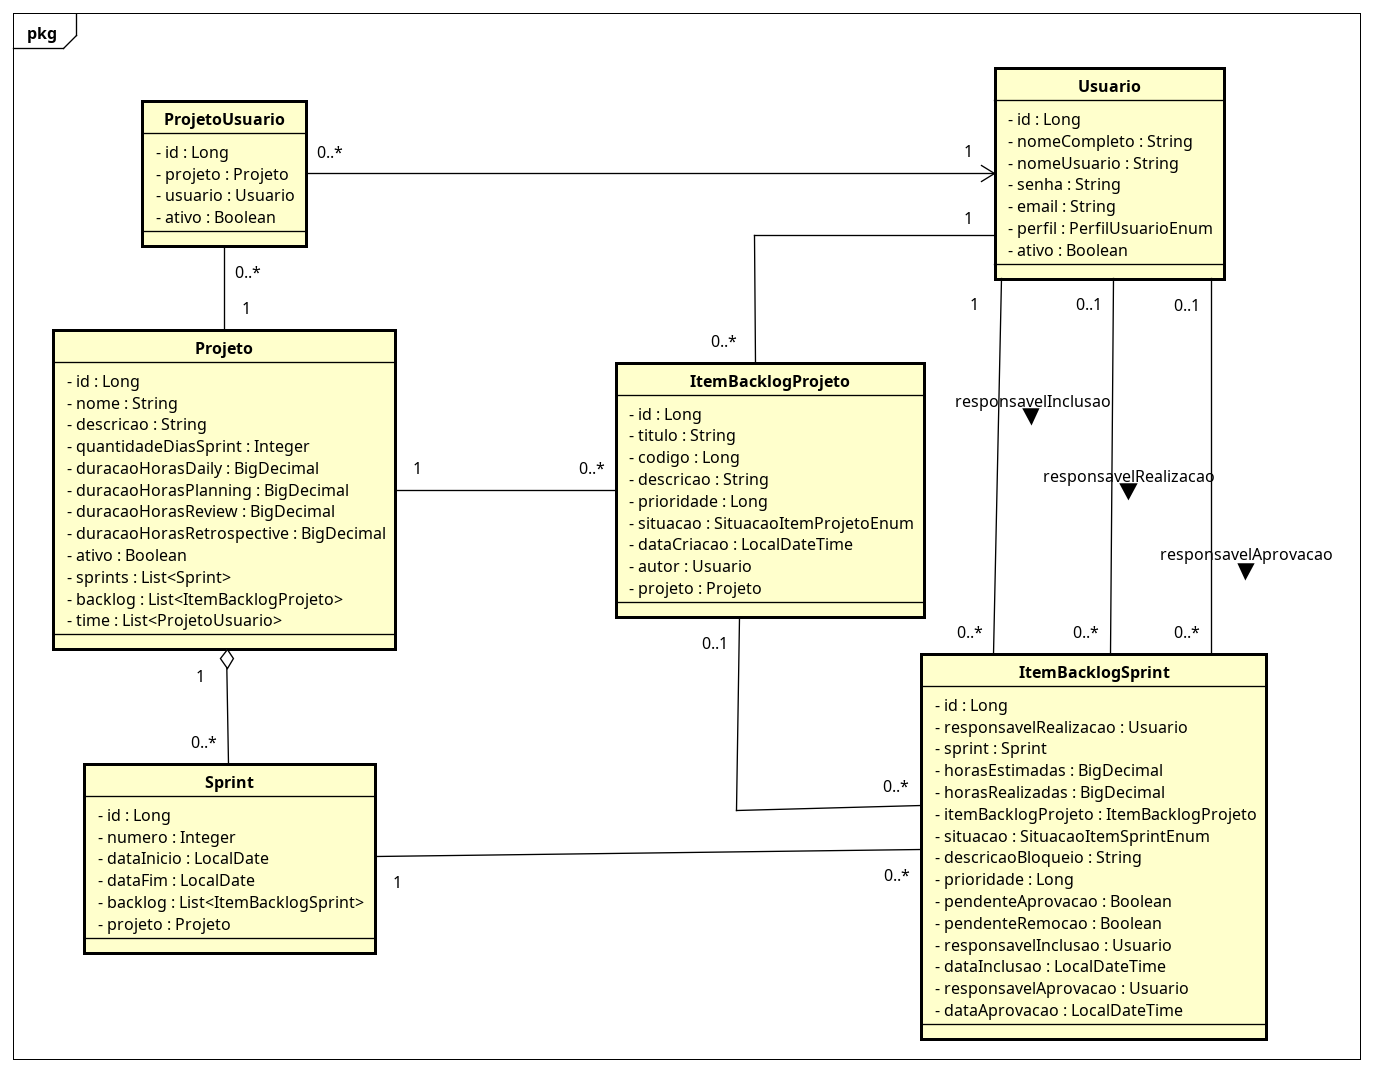 pkg
ProjetoUsuario
- id : Long
- projeto : Projeto
- usuario : Usuario
- ativo : Boolean
0..*
1
Usuario
- id : Long
- nomeCompleto : String
- nomeUsuario : String
- senha : String
- email : String
- perfil : PerfilUsuarioEnum
- ativo : Boolean
1
0..*
0..*
1
Projeto
- id : Long
- nome : String
- descricao : String
- quantidadeDiasSprint : Integer
- duracaoHorasDaily : BigDecimal
- duracaoHorasPlanning : BigDecimal
- duracaoHorasReview : BigDecimal
- duracaoHorasRetrospective : BigDecimal
- ativo : Boolean
- sprints : List<Sprint>
- backlog : List<ItemBacklogProjeto>
- time : List<ProjetoUsuario>
1
0..*
ItemBacklogProjeto
- id : Long
- titulo : String
- codigo : Long
- descricao : String
- prioridade : Long
- situacao : SituacaoItemProjetoEnum
- dataCriacao : LocalDateTime
- autor : Usuario
- projeto : Projeto
1
0..1
0..1
responsavelInclusao
responsavelRealizacao
responsavelAprovacao
0..*
0..*
0..*
0..1
0..*
1
0..*
Sprint
- id : Long
- numero : Integer
- dataInicio : LocalDate
- dataFim : LocalDate
- backlog : List<ItemBacklogSprint>
- projeto : Projeto
1
0..*
ItemBacklogSprint
- id : Long
- responsavelRealizacao : Usuario
- sprint : Sprint
- horasEstimadas : BigDecimal
- horasRealizadas : BigDecimal
- itemBacklogProjeto : ItemBacklogProjeto
- situacao : SituacaoItemSprintEnum
- descricaoBloqueio : String
- prioridade : Long
- pendenteAprovacao : Boolean
- pendenteRemocao : Boolean
- responsavelInclusao : Usuario
- dataInclusao : LocalDateTime
- responsavelAprovacao : Usuario
- dataAprovacao : LocalDateTime